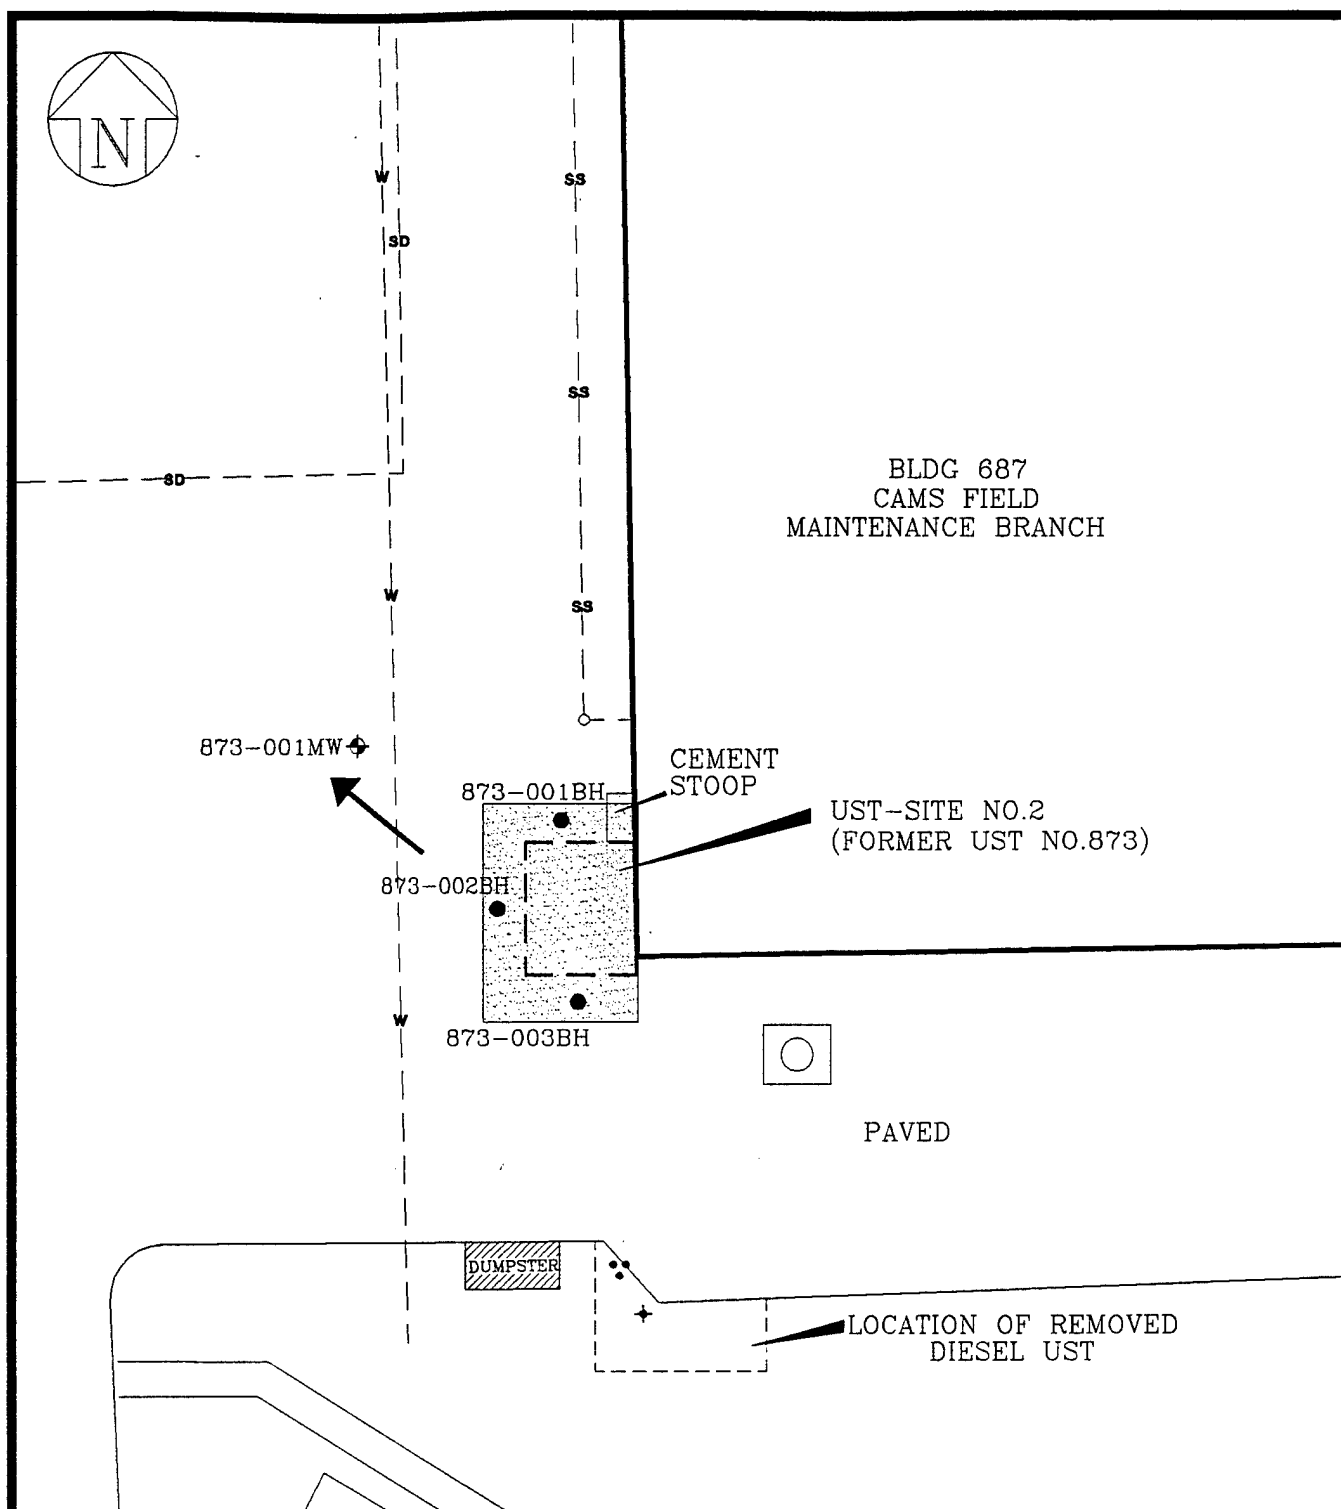 N
W
SS
SD
SS
SD
BLDG 687
CAMS FIELD
MAINTENANCE BRANCH
W
SS
873-001MW
CEMENT
STOOP
873-001BH
UST-SITE NO.2
(FORMER UST NO.873)
873-002BH
W
873-003BH
PAVED
DUMPSTER
LOCATION OF REMOVED
DIESEL UST